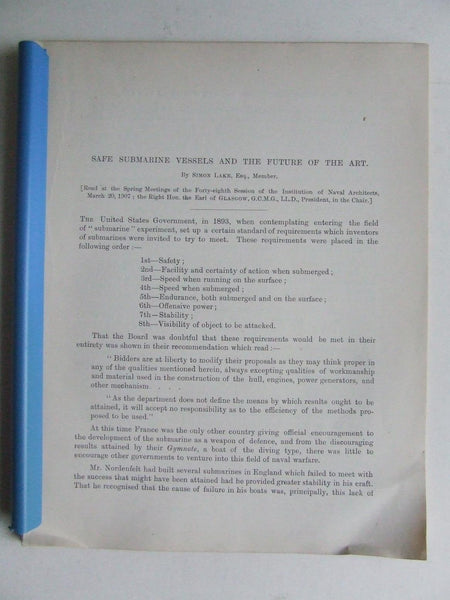 SAFE SUBMARINE VESSELS AND THE FUTURE OF THE ART.
By Simon Lake, Esq., Member.
[Read at the Spring Meetings of the Forty-eighth Session of the Institution of Naval Architects,
March 20, 1907; the Right Hon. the Earl of Glasgow, G.C.M.G., LL.D., President, in the Chair.]
The United States Government, in 1893, when contemplating entering the field
of "submarine" experiment, set up a certain standard of requirements which inventors
of submarines were invited to try to meet. These requirements were placed in the
following order :—
1st—Safety ;
2nd—Facility and certainty of action when submerged ;
3rd—Speed when running on the surface ;
4th—Speed when submerged ;
5th—Endurance, both submerged and on the surface ;
6th—Offensive power ;
7th—Stability ;
8th—Visibility of object to be attacked.
That the Board was doubtful that these requirements would be met in their
entirety was shown in their recommendation which read :—
"Bidders are at liberty to modify their proposals as they may think proper in
any of the qualities mentioned herein, always excepting qualities of workmanship
and material used in the construction of the hull, engines, power generators, and
other mechanism. . . .
"As the department does not define the means by which results ought to be
attained, it will accept no responsibility as to the efficiency of the methods pro-
posed to be used."
At this time France was the only other country giving official encouragement to
the development of the submarine as a weapon of defence, and from the discouraging
results attained by their Gymnote, a boat of the diving type, there was little to
encourage other governments to venture into this field of naval warfare.
Mr. Nordenfelt had built several submarines in England which failed to meet with
the success that might have been attained had he provided greater stability in his craft.
That he recognised that the cause of failure in his boats was, principally, this lack of